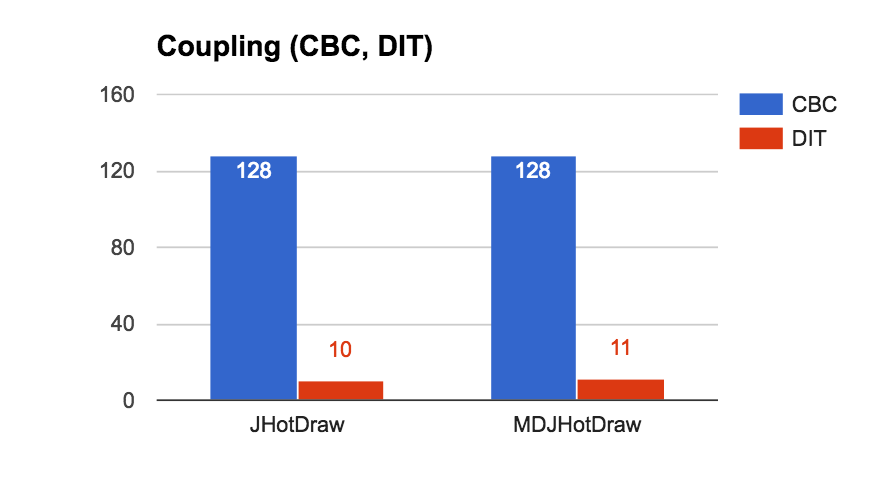 Coupling (CBC, DIT)
160
120
80
40
0
128
10
128
11
JHotDraw
MDJHotDraw
CBC
DIT